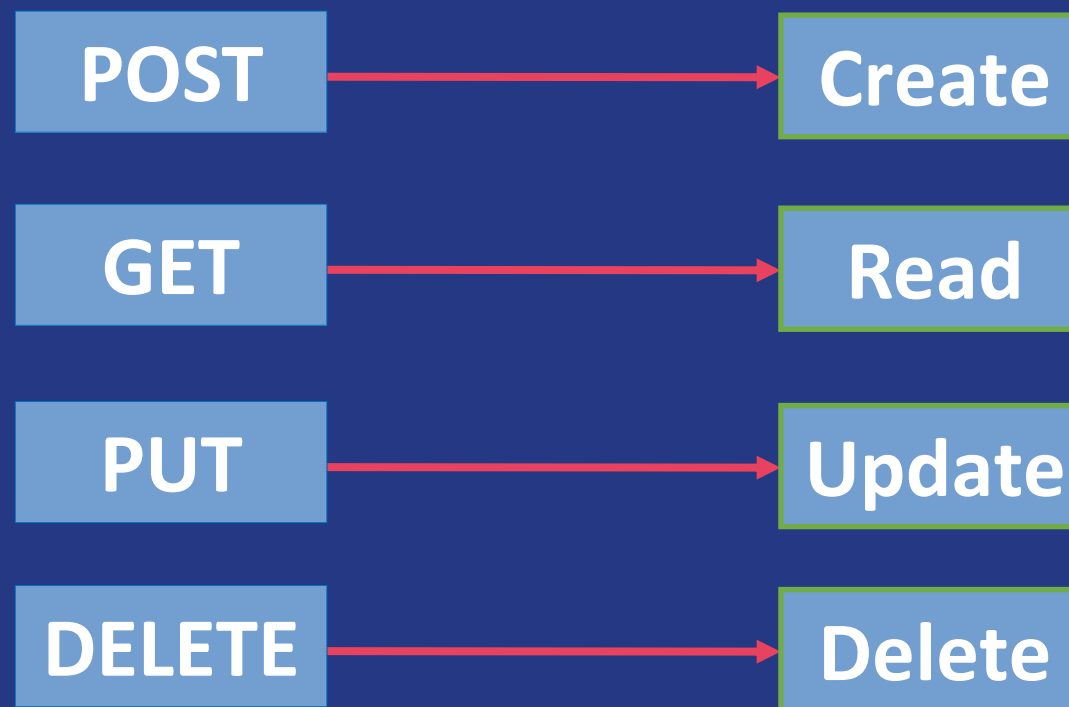 POST
Create
GET
Read
PUT
Update
DELETE
Delete